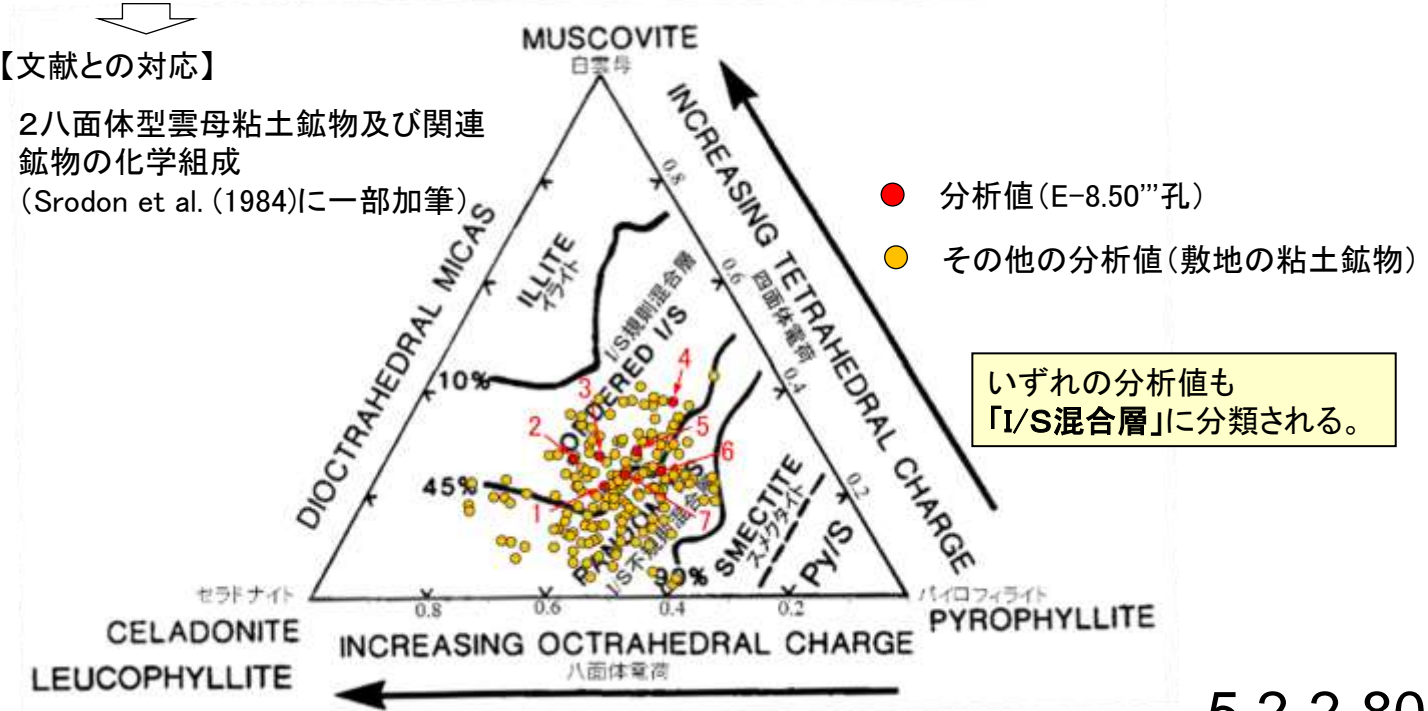 【文献との対応】
2八面体型雲母粘土鉱物及び関連
鉱物の化学組成
（Srodon et al. (1984)に一部加筆）
MUSCOVITE
白雲母
INCREASING TETRAHEDRAL CHARGE
四面体電荷
DIOCTRAHEDRAL MICAS
0.8
0.6
0.4
0.2
ILLITE
イライト
I/S規則混合層
ORDERED I/S
10%
45%
90%
1
2
3
4
5
6
7
I/S不規則混合層
SMECTITE
スメクタイト
Py/S
分析値（E-8.50'''孔）
その他の分析値（敷地の粘土鉱物）
いずれの分析値も
「I/S混合層」に分類される。
セラドナイト
CELADONITE
LEUCOPHYLLITE
0.8
0.6
0.4
0.2
パイロフィライト
PYROPHYLLITE
INCREASING OCTRAHEDRAL CHARGE
八面体電荷